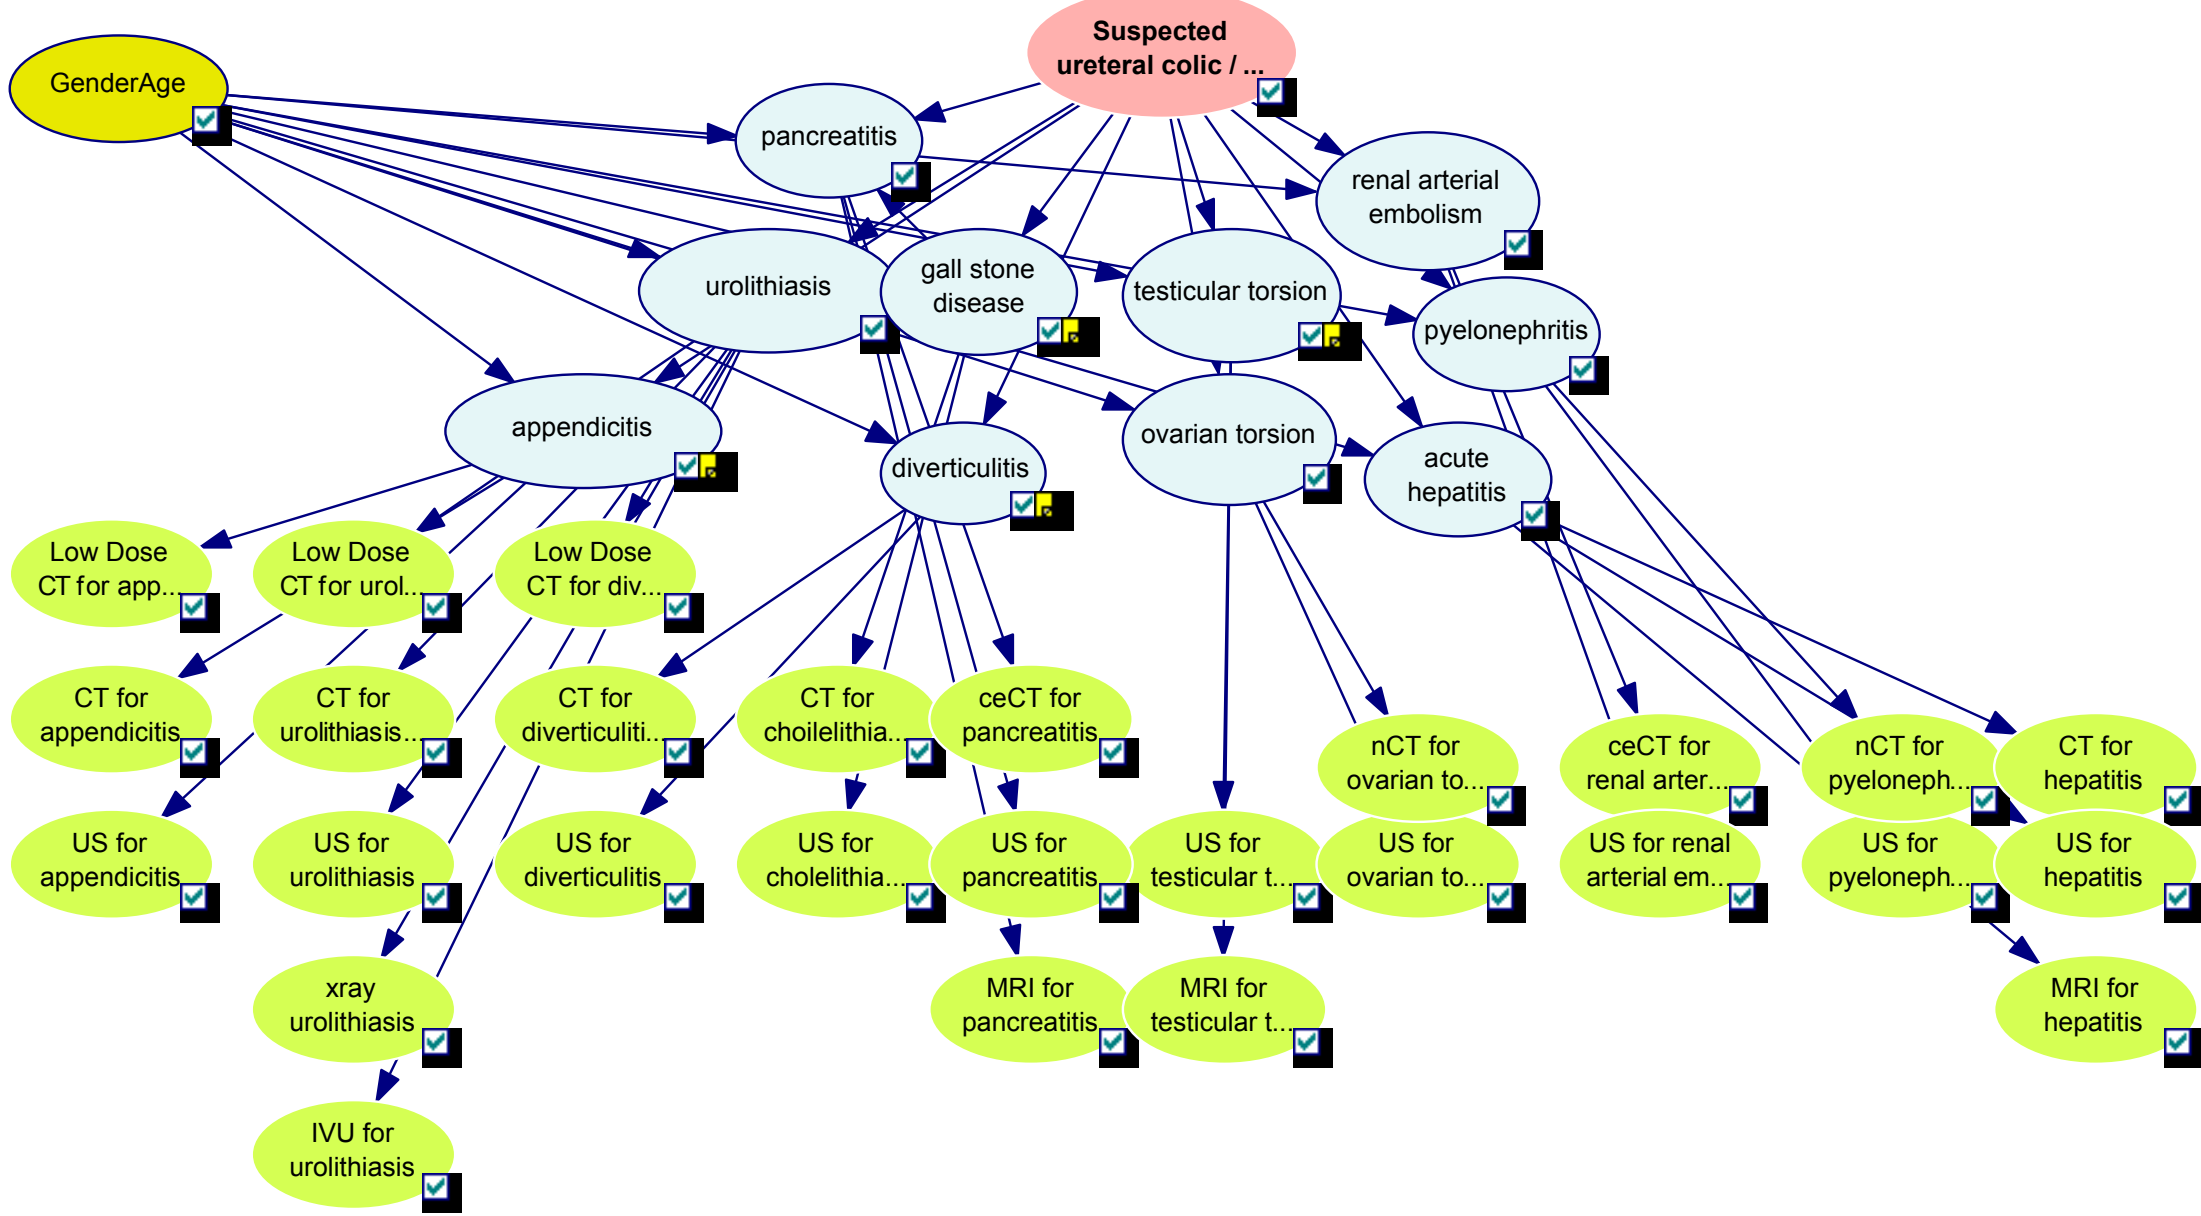 Suspected
ureteral colic / ...
GenderAge
pancreatitis
renal arterial
embolism
urolithiasis
gall stone
disease
testicular torsion
pyelonephritis
appendicitis
diverticulitis
ovarian torsion
acute
hepatitis
Low Dose
CT for app...
Low Dose
CT for urol...
Low Dose
CT for div...
CT for
appendicitis
CT for
urolithiasis...
CT for
diverticuliti...
CT for
choilelithia...
ceCT for
pancreatitis
nCT for
ovarian to...
ceCT for
renal arter...
nCT for
pyeloneph...
CT for
hepatitis
US for
appendicitis
US for
urolithiasis
US for
diverticulitis
US for
cholelithia...
US for
pancreatitis
US for
testicular t...
US for
ovarian to...
US for renal
arterial em...
US for
pyeloneph...
US for
hepatitis
xray
urolithiasis
MRI for
pancreatitis
MRI for
testicular t...
MRI for
hepatitis
IVU for
urolithiasis